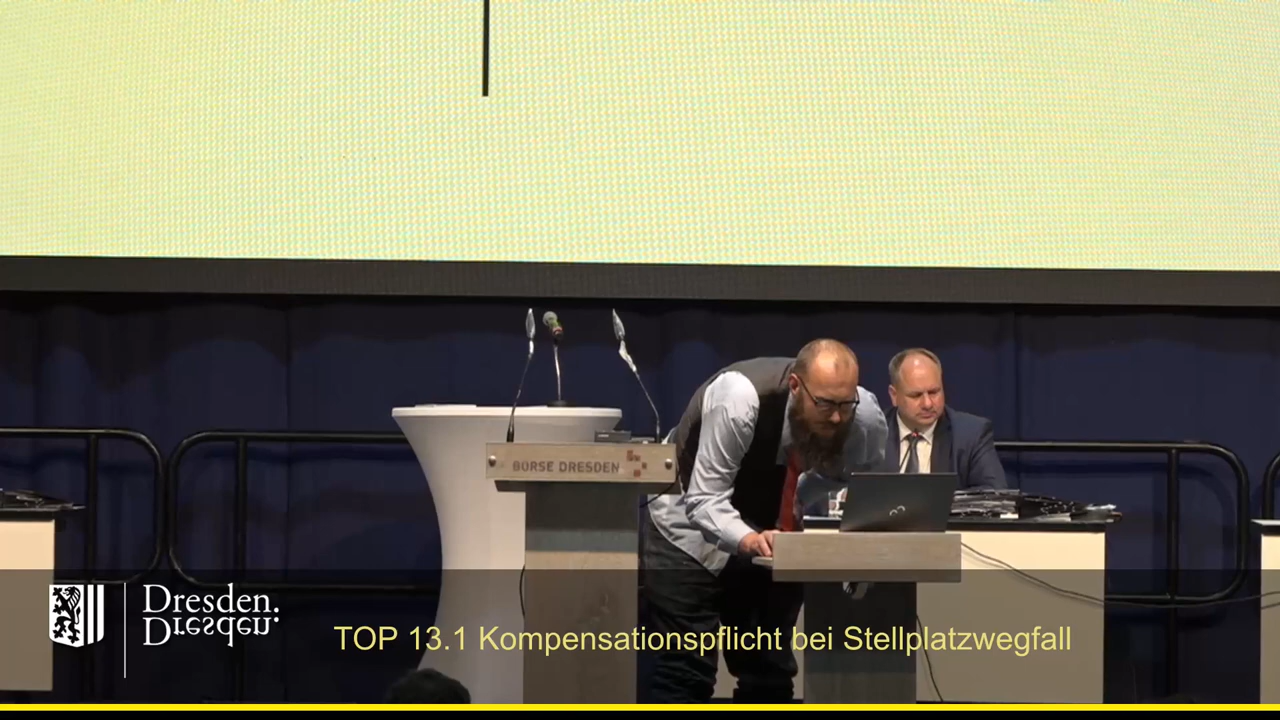 BÖRSE DRESDEN
Dresden.
Dresden.
TOP 13.1 Kompensationspflicht bei Stellplatzwegfall